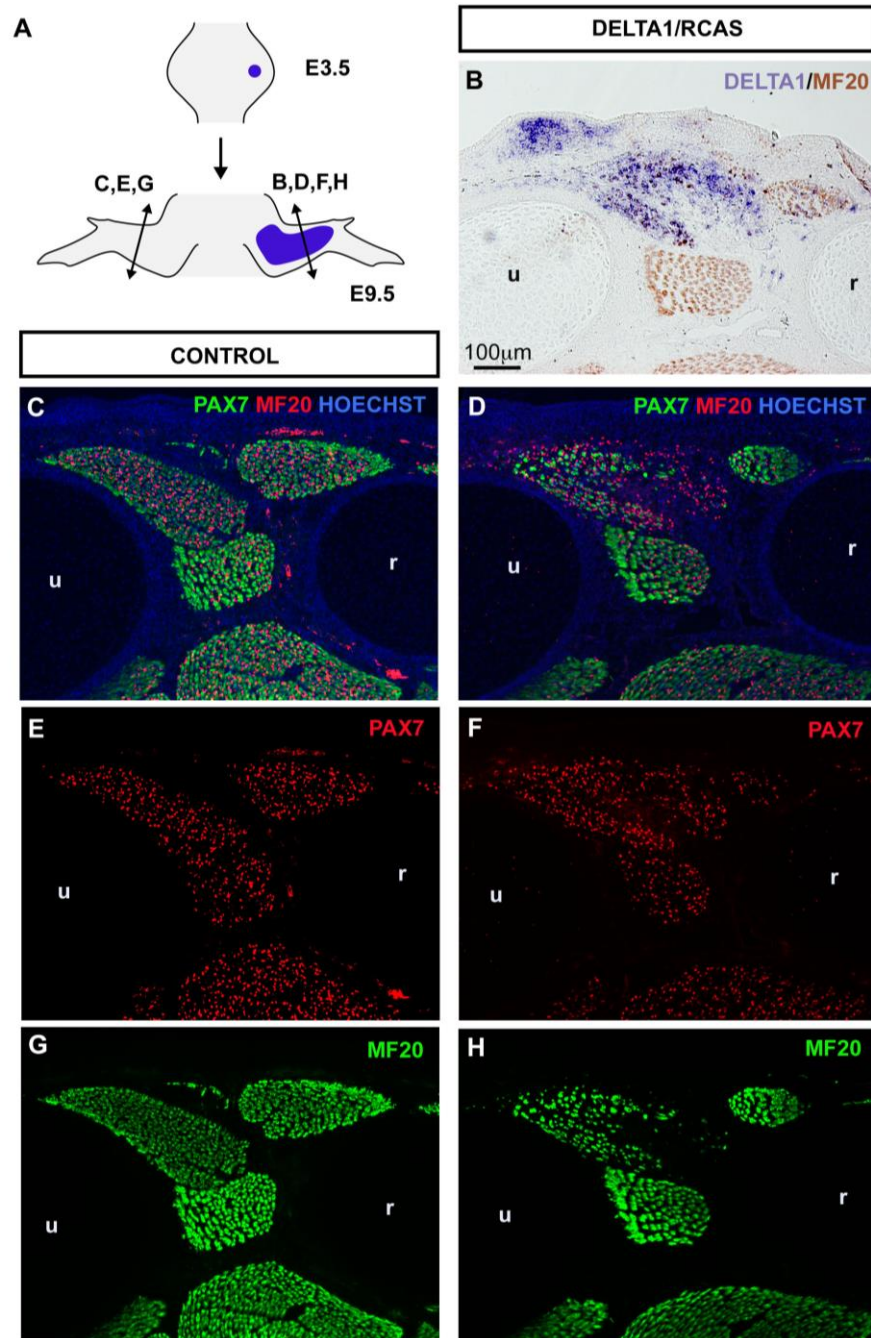 A
E3.5
C,E,G
B,D,F,H
E9.5
DELTA1/RCAS
B
DELTA1/MF20
u
r
100μm
CONTROL
C
PAX7 MF20 HOECHST
u
r
D
PAX7 MF20 HOECHST
u
r
E
PAX7
u
r
F
PAX7
u
r
G
MF20
u
r
H
MF20
u
r